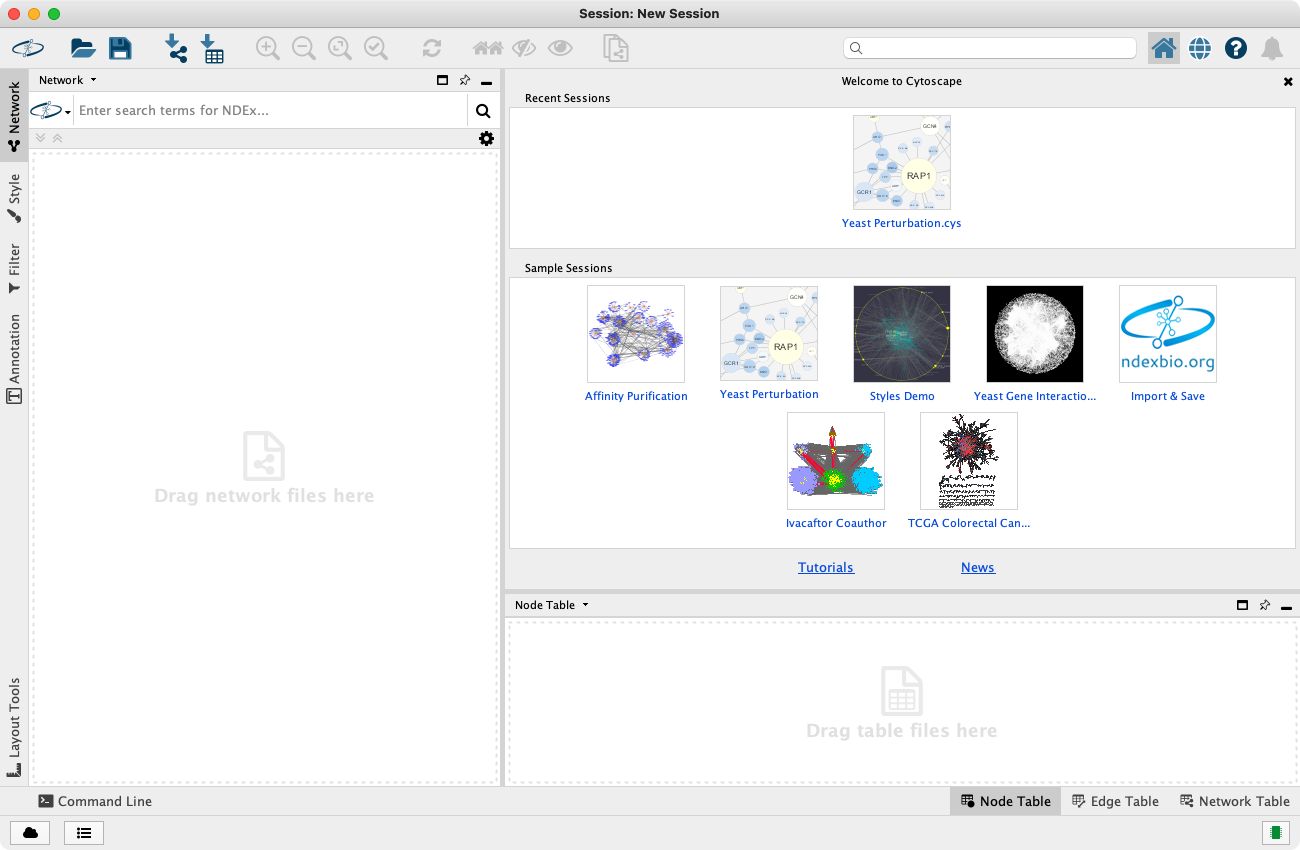 Session: New Session
Network
Enter search terms for NDEx...
Network
Style
Filter
Annotation
Layout Tools
Drag network files here
Welcome to Cytoscape
Recent Sessions
GCN4
RAP1
GCR1
Yeast Perturbation.cys
Sample Sessions
GCN4
RAP1
GCR1
ndexbio.org
Affinity Purification
Yeast Perturbation
Styles Demo
Yeast Gene Interactio...
Import & Save
Ivacaftor Coauthor
TCGA Colorectal Can...
Tutorials
News
Node Table
Drag table files here
Command Line
Node Table
Edge Table
Network Table